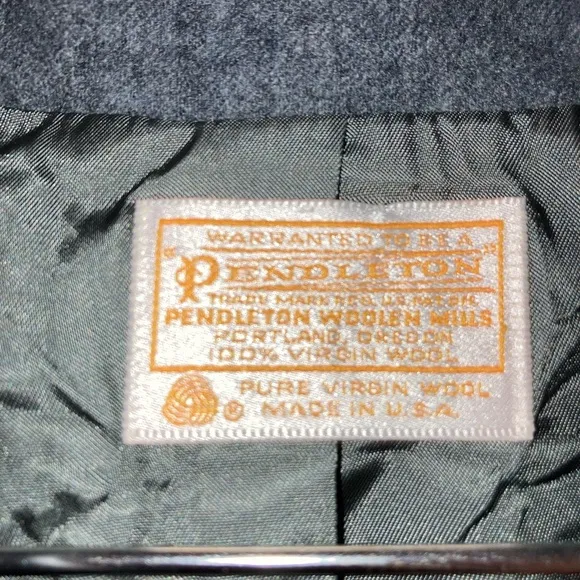 WARRANTED TO BE A
"PENDLETON"
TRADE MARK REG. U.S. PAT. OFF.
PENDLETON WOOLEN MILLS
PORTLAND, OREGON
100% VIRGIN WOOL
® PURE VIRGIN WOOL
MADE IN U.S.A.